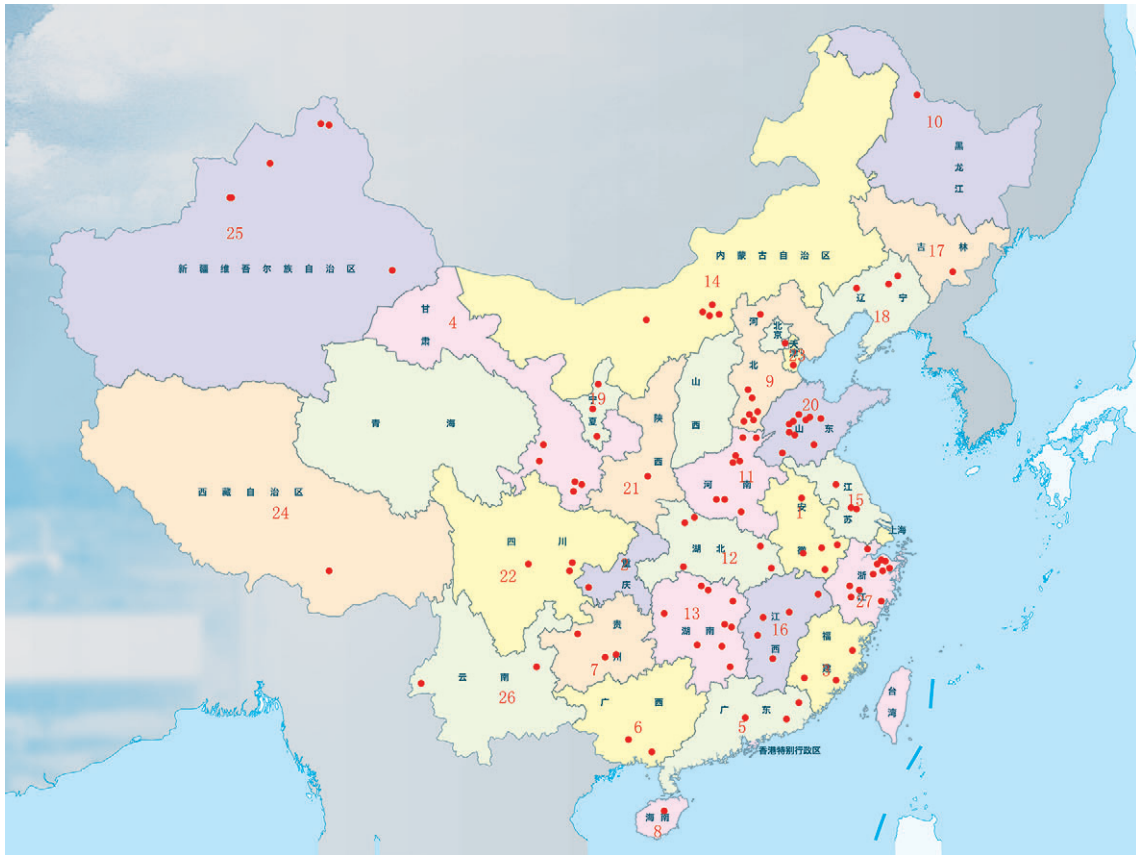 10
黑龙江
25
新疆维吾尔族自治区
吉林
17
内蒙古自治区
14
辽宁
18
甘肃
4
河北
9
北京
天津
23
山西
宁夏
19
陕西
21
青海
山东
20
河南
11
西藏自治区
24
江苏
15
安徽
1
上海
四川
22
湖北
12
重庆
2
浙江
27
湖南
13
江西
16
贵州
7
福建
3
云南
26
广西
6
广东
5
台湾
香港特别行政区
海南
8